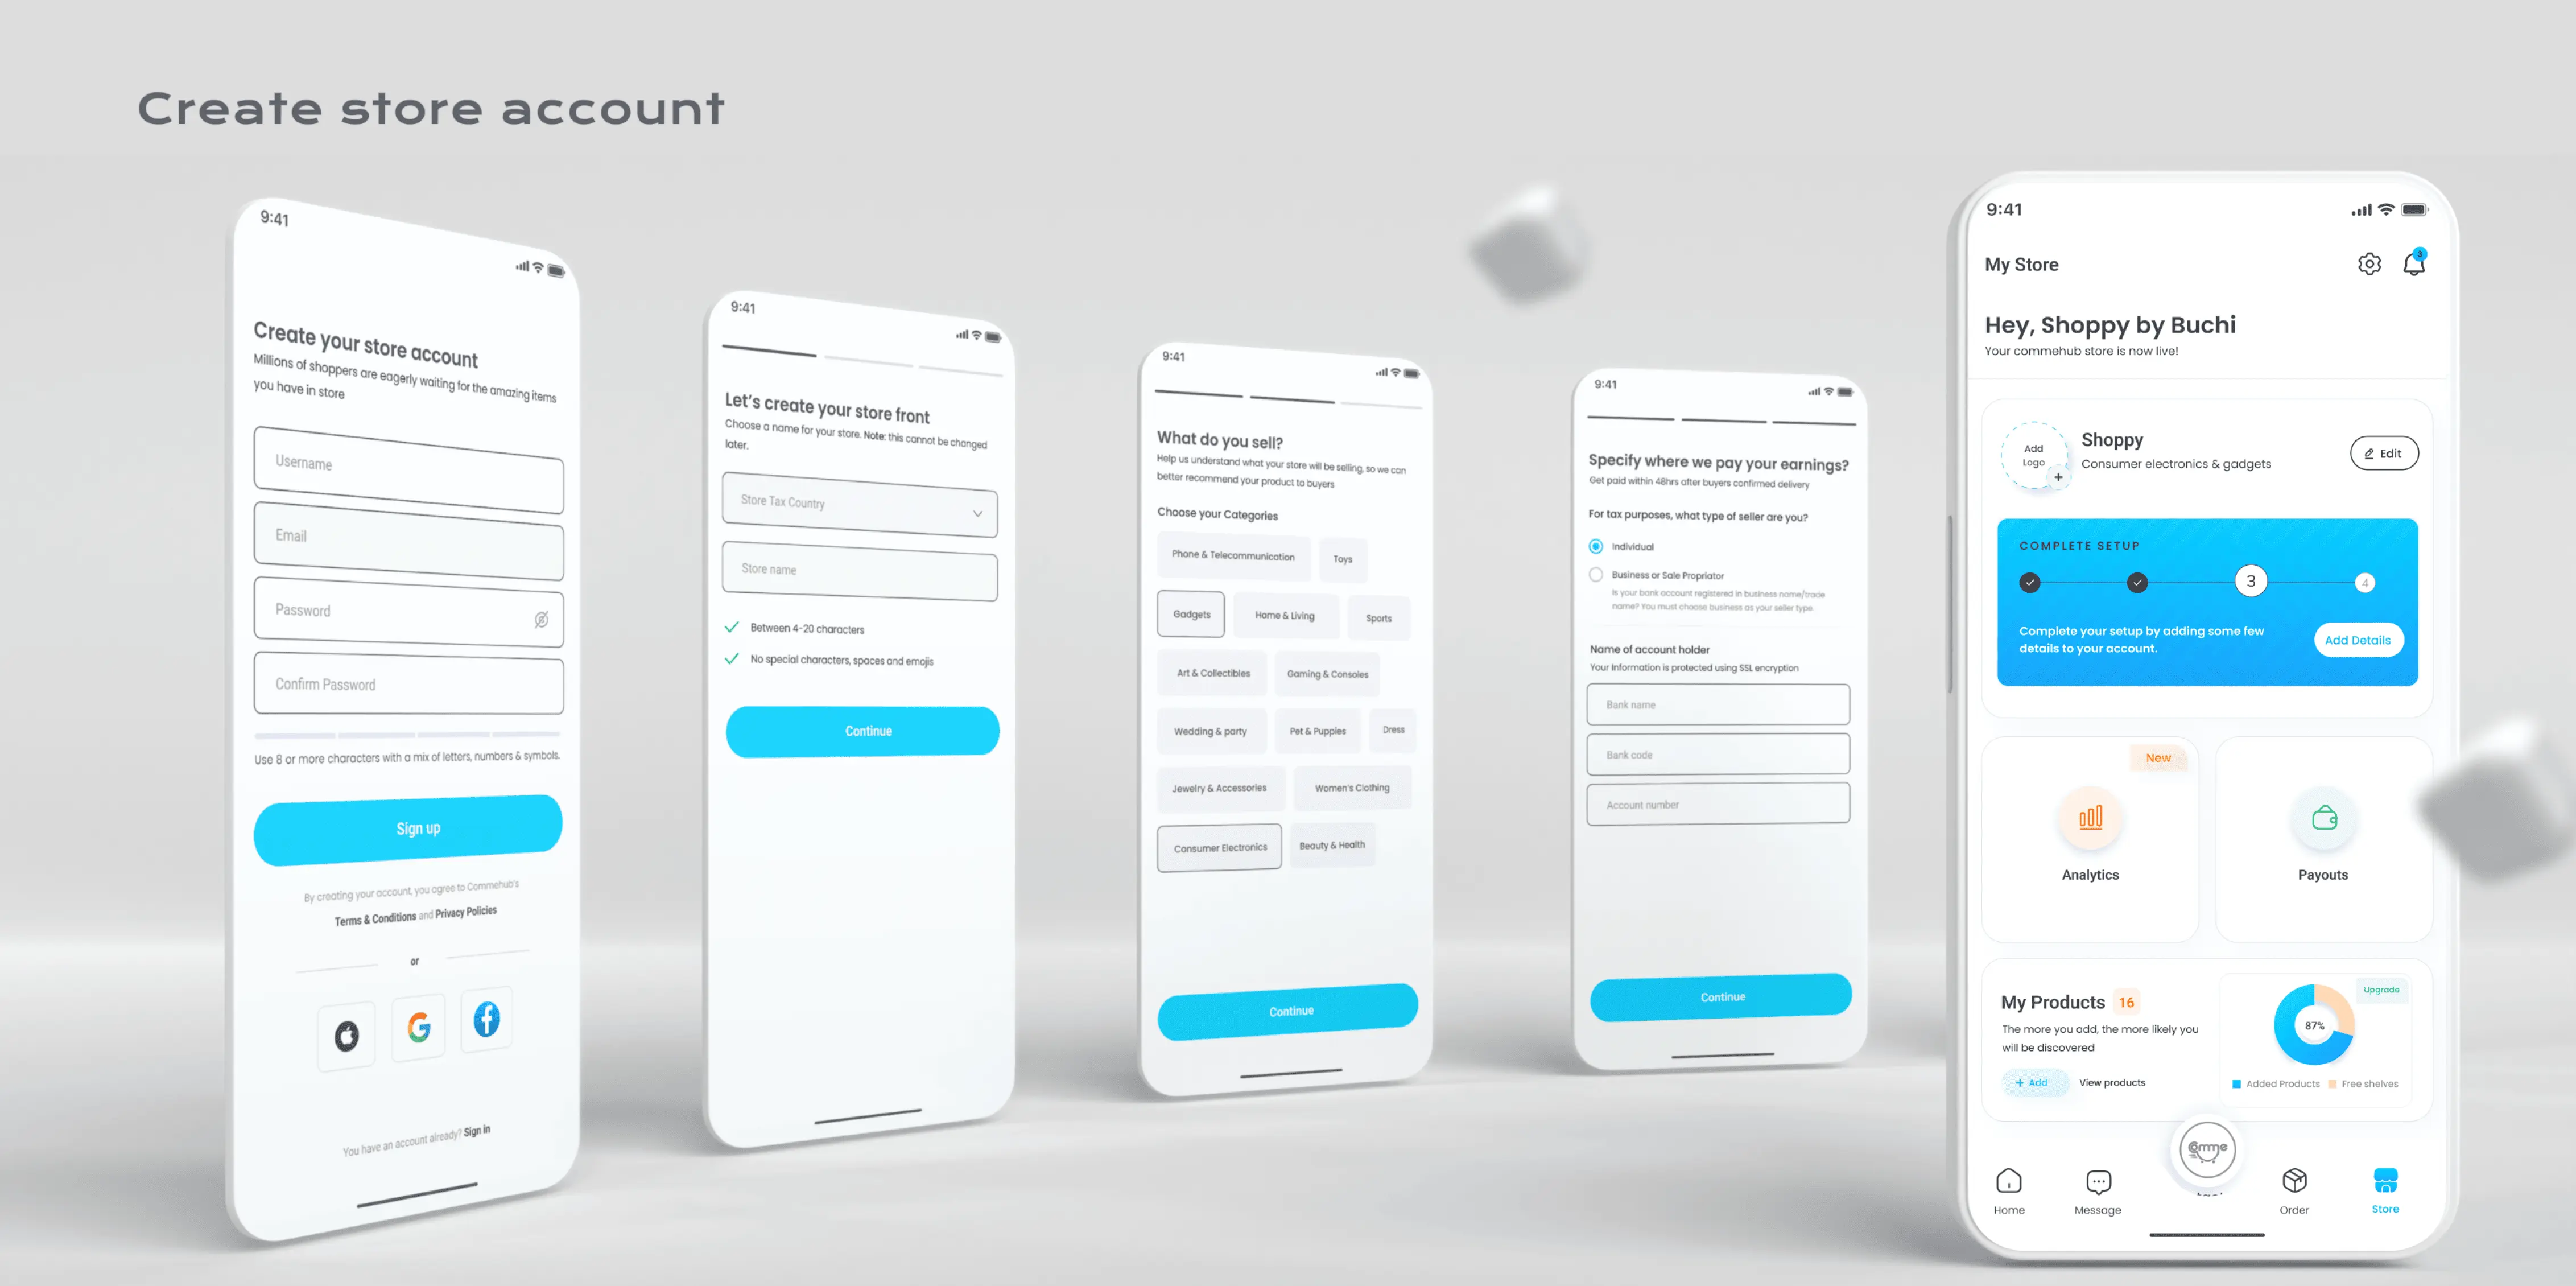 Create store account
9:41
Create your store account
Millions of shoppers are eagerly waiting for the amazing items
you have in store
Username
Email
Password
Confirm Password
Use 8 or more characters with a mix of letters, numbers & symbols.
Sign up
By creating your account, you agree to Commehub's
Terms & Conditions and Privacy Policies
or
You have an account already? Sign in
9:41
Let's create your store front
Choose a name for your store. Note: this cannot be changed
later.
Store Tax Country
Store name
Between 4-20 characters
No special characters, spaces and emojis
Continue
9:41
What do you sell?
Help us understand what your store will be selling, so we can
better recommend your product to buyers
Choose your Categories
Phone & Telecommunication Toys
Gadgets Home & Living Sports
Art & Collectibles Gaming & Consoles
Wedding & party Pet & Puppies Dress
Jewelry & Accessories Women's Clothing
Consumer Electronics Beauty & Health
Continue
9:41
Specify where we pay your earnings?
Get paid within 48hrs after buyers confirmed delivery
For tax purposes, what type of seller are you?
Individual
Business or Sale Propriator
Is your bank account registered in business name/trade
name? You must choose business as your seller type.
Name of account holder
Your Information is protected using SSL encryption
Bank name
Bank code
Account number
Continue
9:41
My Store
3
Hey, Shoppy by Buchi
Your commehub store is now live!
Add
Logo
Shoppy
Consumer electronics & gadgets
Edit
COMPLETE SETUP
3
4
Complete your setup by adding some few
details to your account.
Add Details
New
Analytics
Payouts
My Products 16
The more you add, the more likely you
will be discovered
+ Add
View products
Upgrade
87%
Added Products Free shelves
Comme
Home
Message
Order
Store